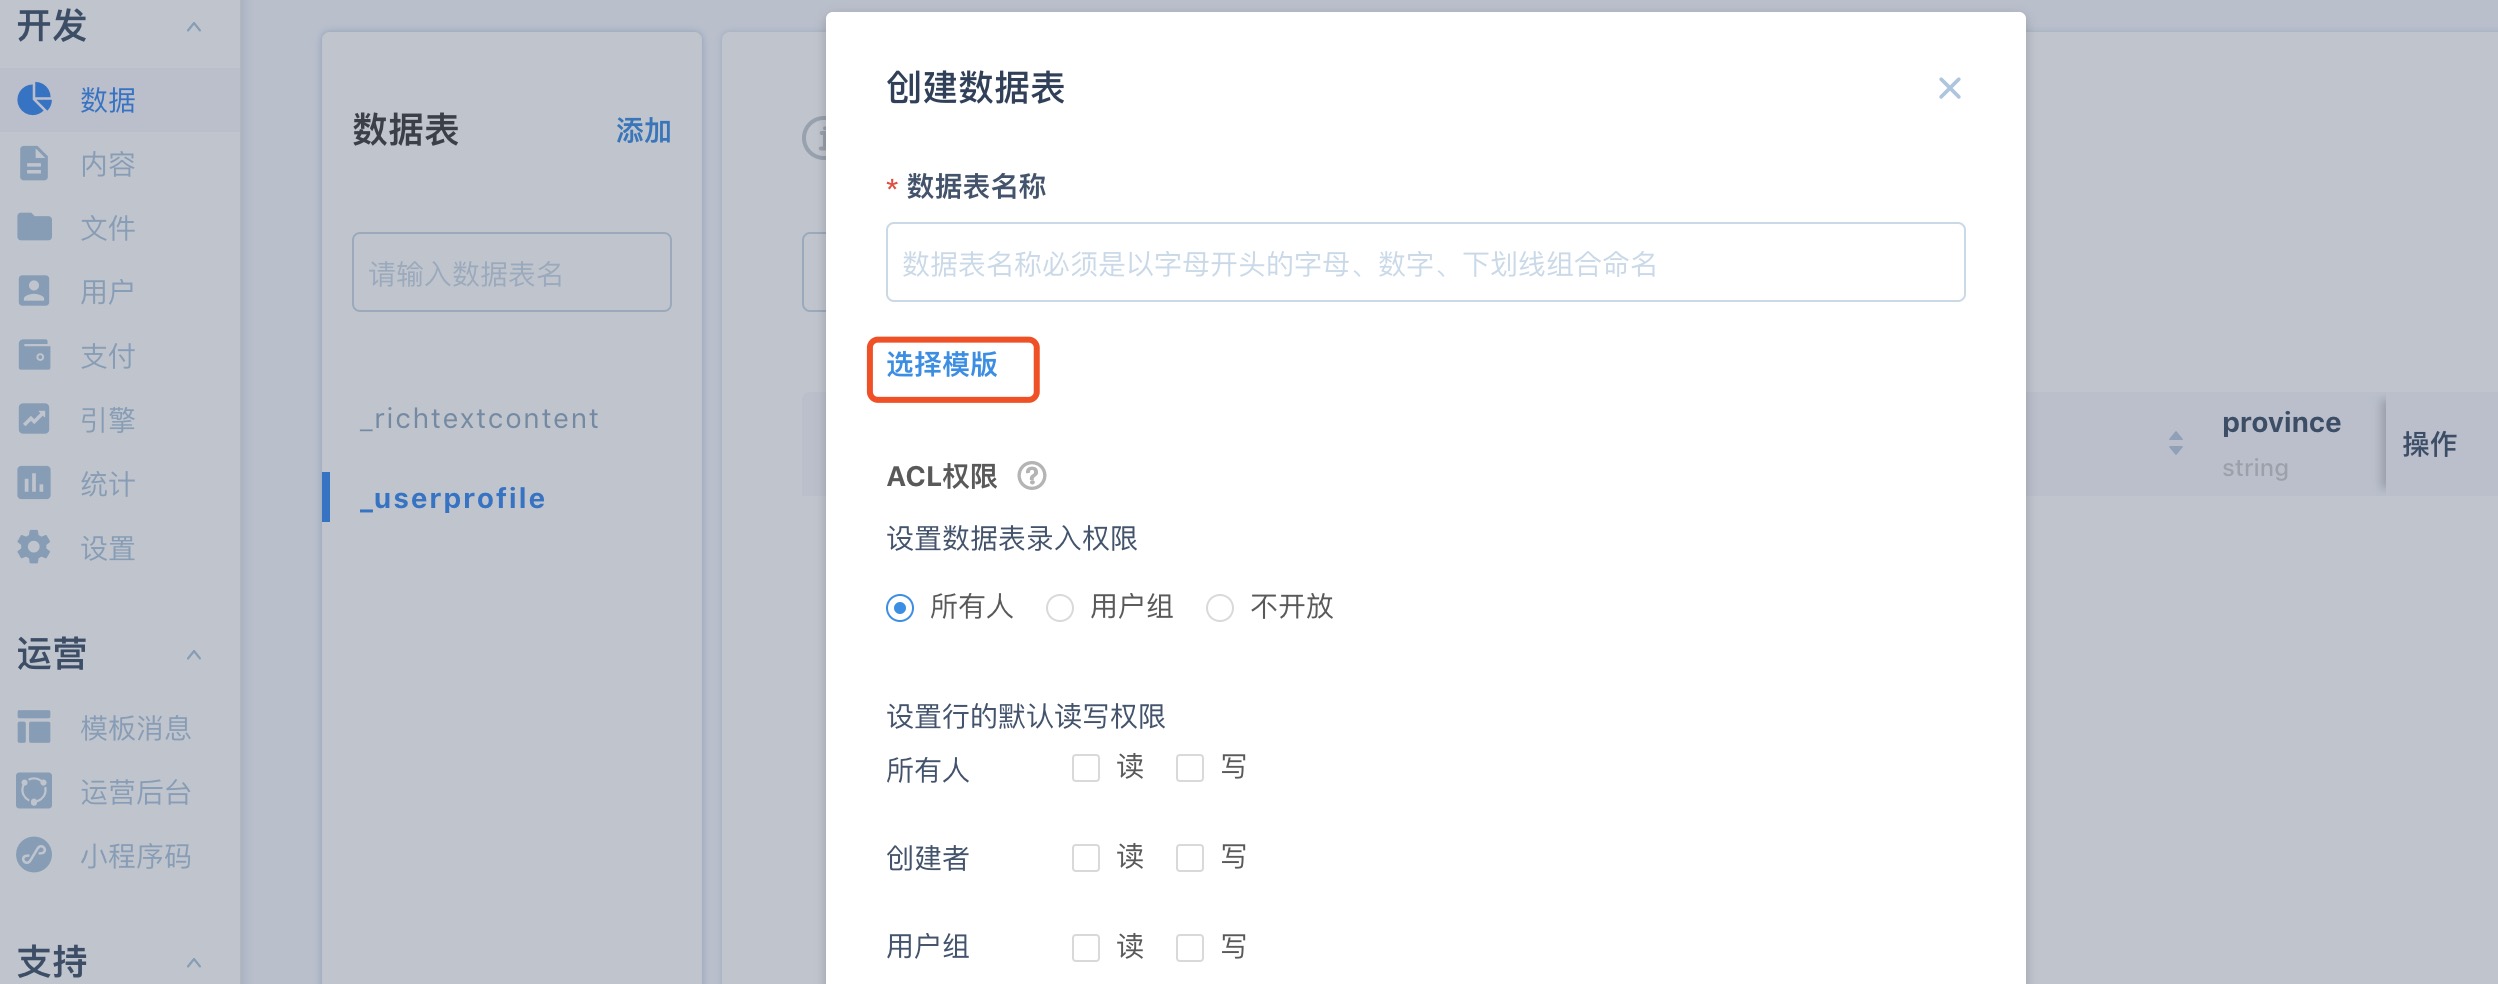 开发
数据
内容
文件
用户
支付
引擎
统计
设置
运营
模板消息
运营后台
小程序码
支持
数据表
添加
请输入数据表名
_richtextcontent
_userprofile
创建数据表
* 数据表名称
数据表名称必须是以字母开头的字母、数字、下划线组合命名
选择模版
ACL权限
设置数据表录入权限
所有人 用户组 不开放
设置行的默认读写权限
所有人 读 写
创建者 读 写
用户组 读 写
province
string
操作